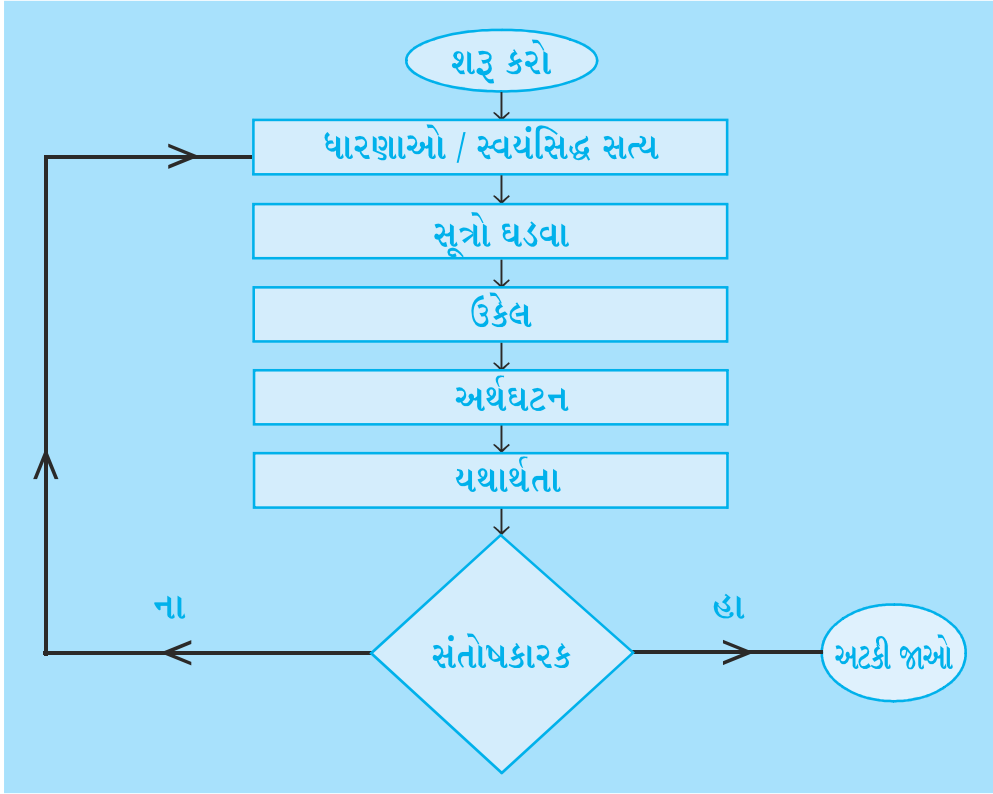 શરૂ કરો
ધારણાઓ / સ્વયંસિદ્ધ સત્ય
સૂત્રો ઘડવા
ઉકેલ
અર્થઘટન
યથાર્થતા
ના
હા
સંતોષકારક
અટકી જાઓ